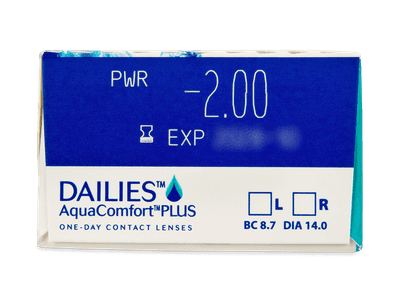 PWR -2.00
EXP
DAILIES™
AquaComfort™PLUS
ONE-DAY CONTACT LENSES
L R
BC 8.7 DIA 14.0